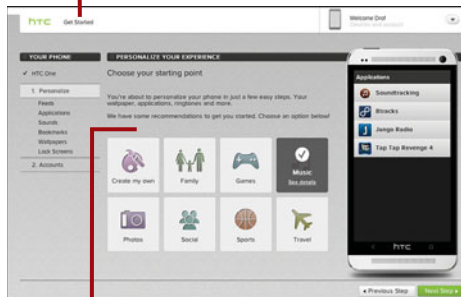 hTC Get Started
Welcome Drof
YOUR PHONE
✓ HTC One
1. Personalize
Feeds
Applications
Sounds
Bookmarks
Wallpapers
Lock Screens
2. Accounts
PERSONALIZE YOUR EXPERIENCE
Choose your starting point
You're about to personalize your phone in just a few easy steps. Your
wallpaper, applications, ringtones and more.
We have some recommendations to get you started. Choose an option below!
Create my own
Family
Games
Music
See details
Photos
Social
Sports
Travel
Applications
Soundtracking
8tracks
Jango Radio
Tap Tap Revenge 4
hTC
Previous Step
Next Step